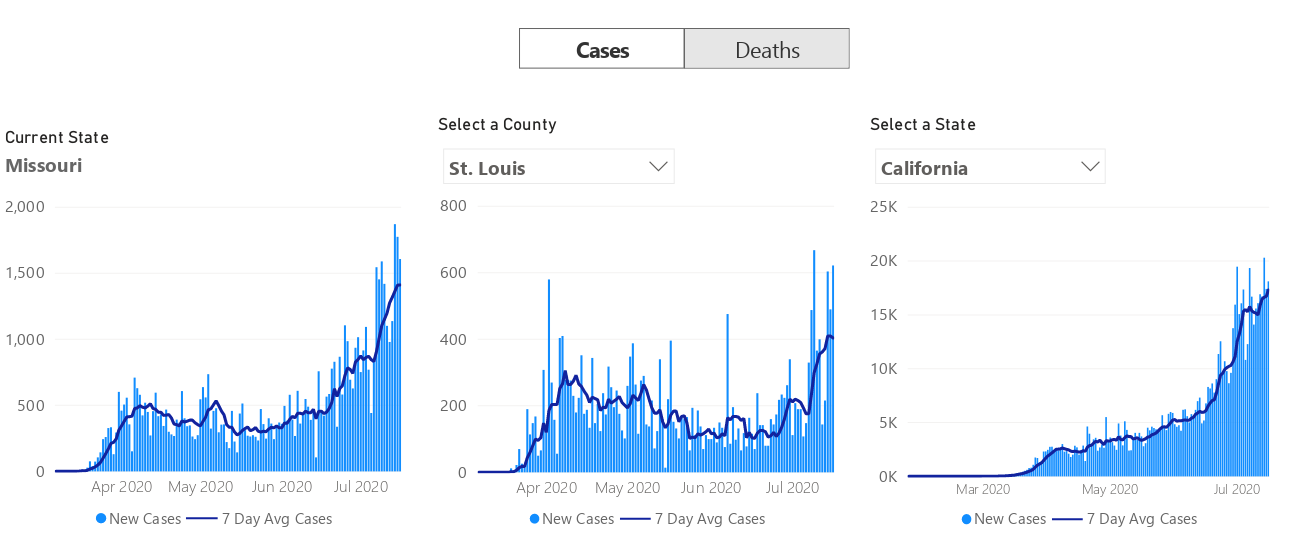 Cases Deaths
Current State
Missouri
2,000
1,500
1,000
500
0
Apr 2020 May 2020 Jun 2020 Jul 2020
New Cases 7 Day Avg Cases
Select a County
St. Louis
800
600
400
200
0
Apr 2020 May 2020 Jun 2020 Jul 2020
New Cases 7 Day Avg Cases
Select a State
California
25K
20K
15K
10K
5K
0K
Mar 2020 May 2020 Jul 2020
New Cases 7 Day Avg Cases